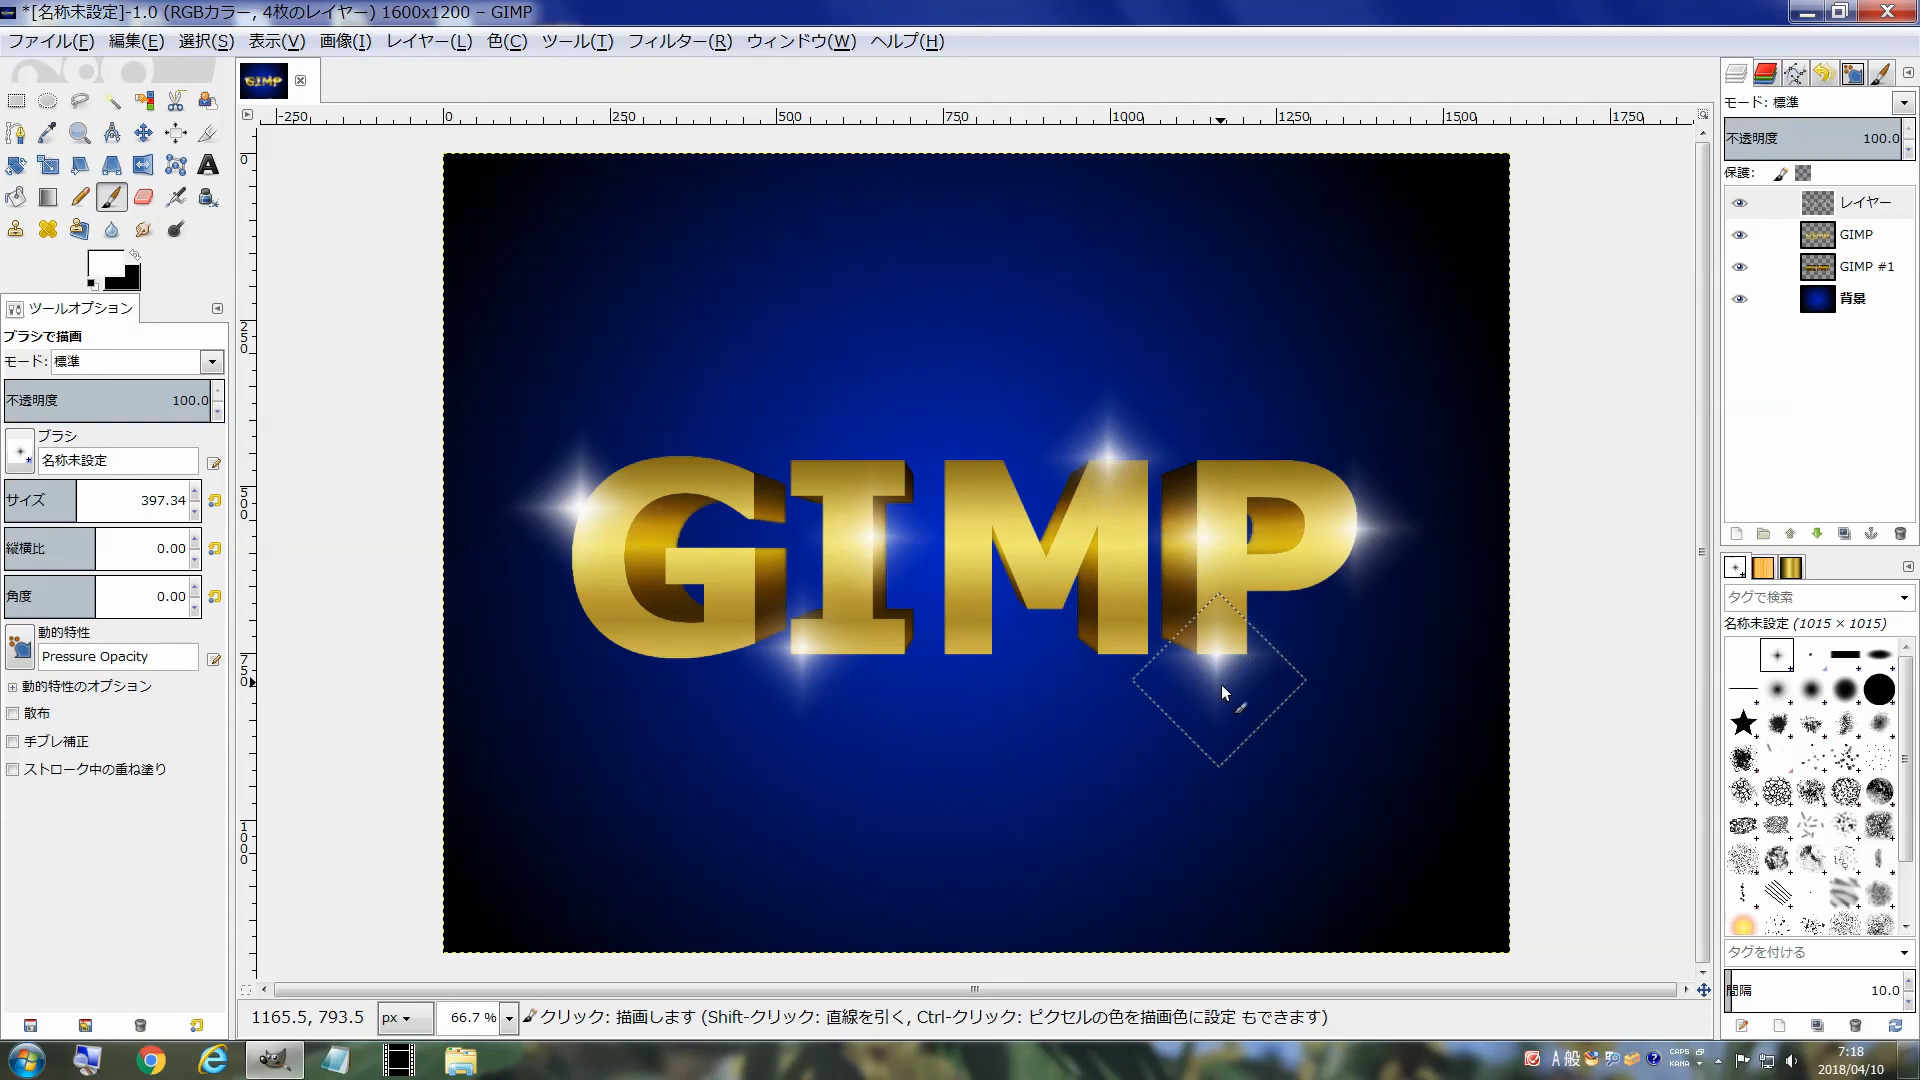 *[名称未設定]-1.0 (RGBカラー, 4枚のレイヤー) 1600x1200 – GIMP
ファイル(F) 編集(E) 選択(S) 表示(V) 画像(I) レイヤー(L) 色(C) ツール(T) フィルター(R) ウィンドウ(W) ヘルプ(H)
ツールオプション
ブラシで描画
モード: 標準
不透明度 100.0
ブラシ
名称未設定
サイズ 397.34
縦横比 0.00
角度 0.00
動的特性
Pressure Opacity
動的特性のオプション
散布
手ブレ補正
ストローク中の重ね塗り
-250 0 250 500 750 1000 1250 1500 1750
0
250
500
750
1000
GIMP
1165.5, 793.5 px 66.7 % クリック: 描画します (Shift-クリック: 直線を引く, Ctrl-クリック: ピクセルの色を描画色に設定 もできます)
モード: 標準
不透明度 100.0
保護:
レイヤー
GIMP
GIMP #1
背景
タグで検索
名称未設定 (1015 × 1015)
タグを付ける
間隔 10.0
A 般 CAPS KANA
7:18
2018/04/10